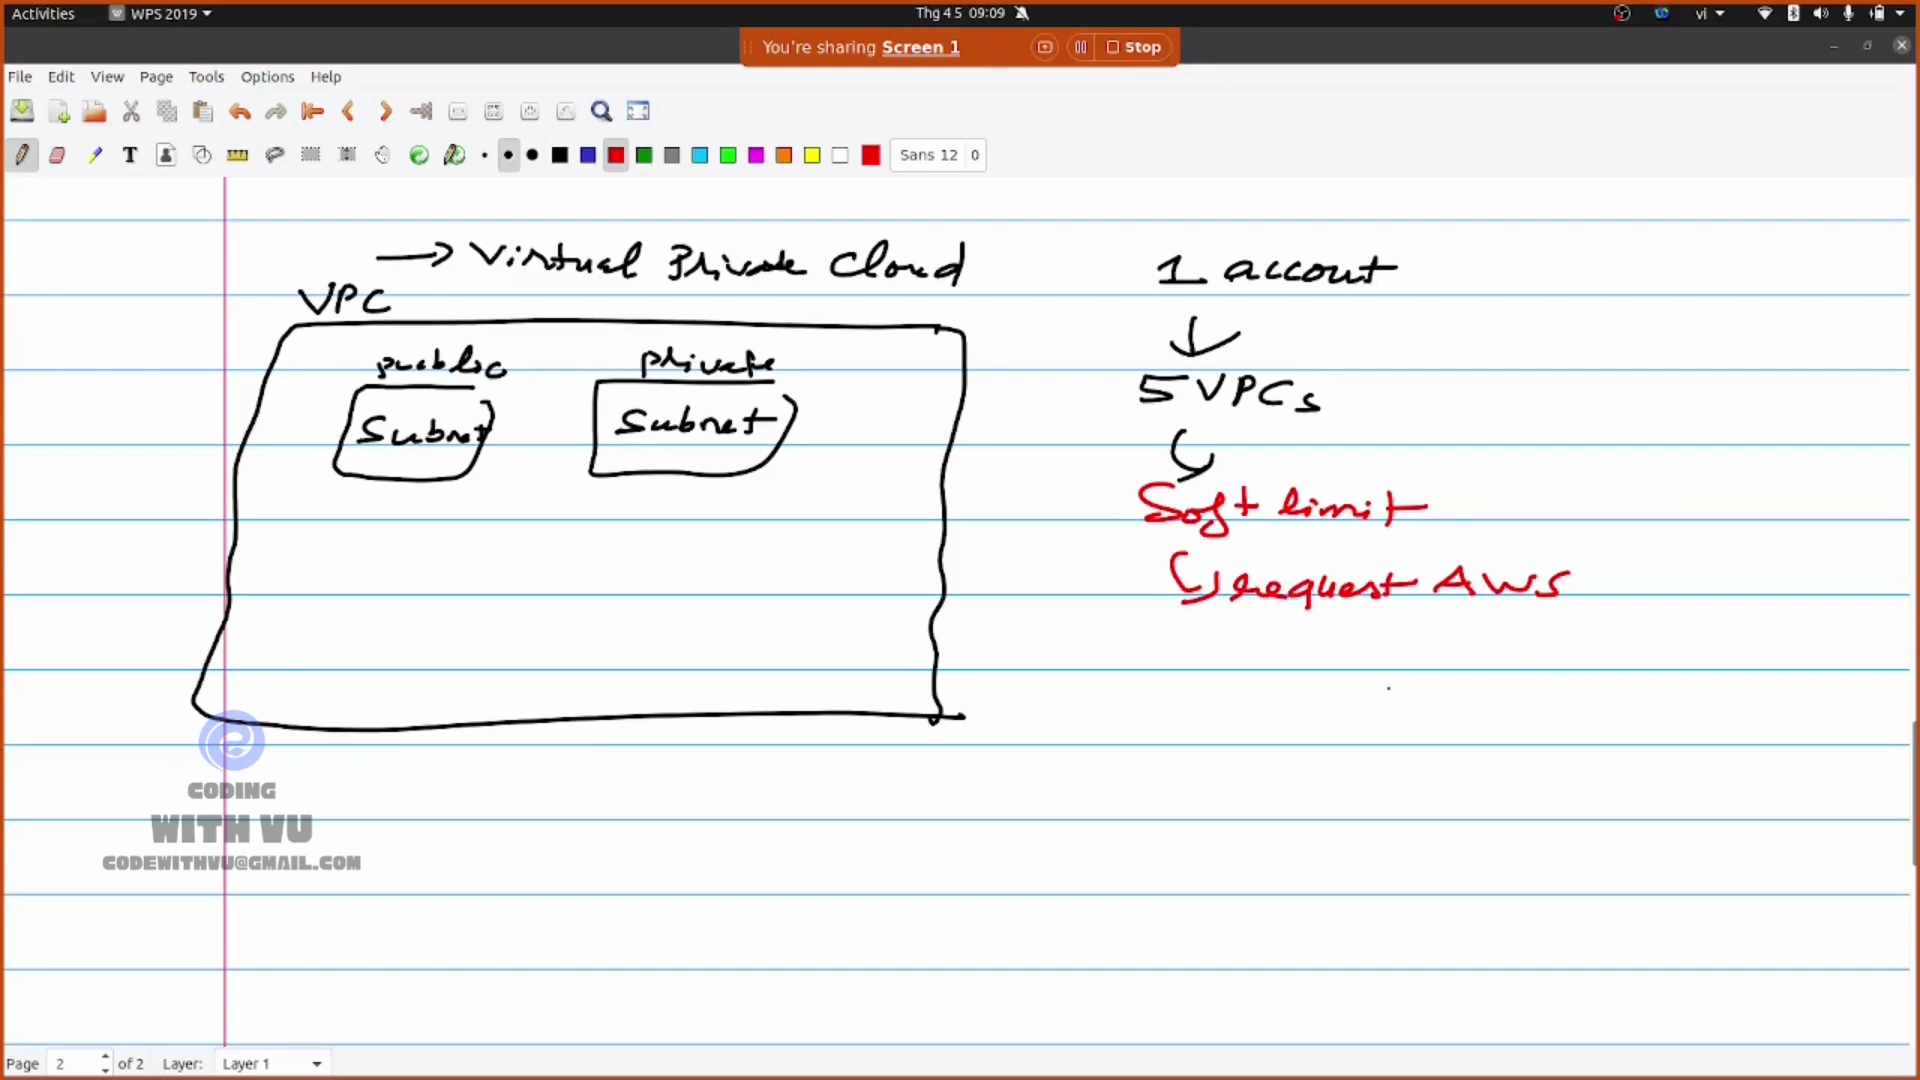 Activities WPS 2019 Thg 4 5 09:09 vi
You're sharing Screen 1 Stop
File Edit View Page Tools Options Help
T Sans 12 0
→ Virtual Private Cloud
VPC
public private
Subnet Subnet
1 accout
↓
5 VPCs
Soft limit
request AWS
CODING
WITH VU
CODEWITHVU@GMAIL.COM
Page 2 of 2 Layer: Layer 1